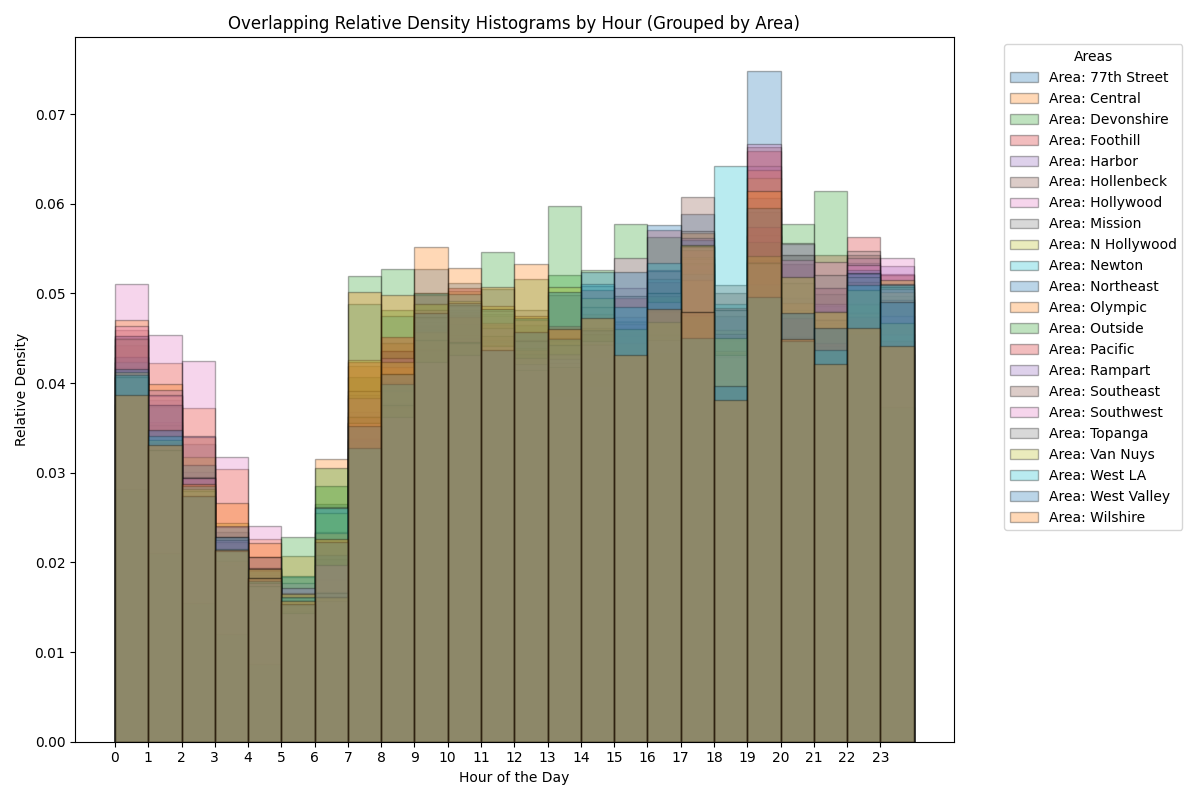 Overlapping Relative Density Histograms by Hour (Grouped by Area)
Relative Density
0.07
0.06
0.05
0.04
0.03
0.02
0.01
0.00
0 1 2 3 4 5 6 7 8 9 10 11 12 13 14 15 16 17 18 19 20 21 22 23
Hour of the Day
Areas
Area: 77th Street
Area: Central
Area: Devonshire
Area: Foothill
Area: Harbor
Area: Hollenbeck
Area: Hollywood
Area: Mission
Area: N Hollywood
Area: Newton
Area: Northeast
Area: Olympic
Area: Outside
Area: Pacific
Area: Rampart
Area: Southeast
Area: Southwest
Area: Topanga
Area: Van Nuys
Area: West LA
Area: West Valley
Area: Wilshire